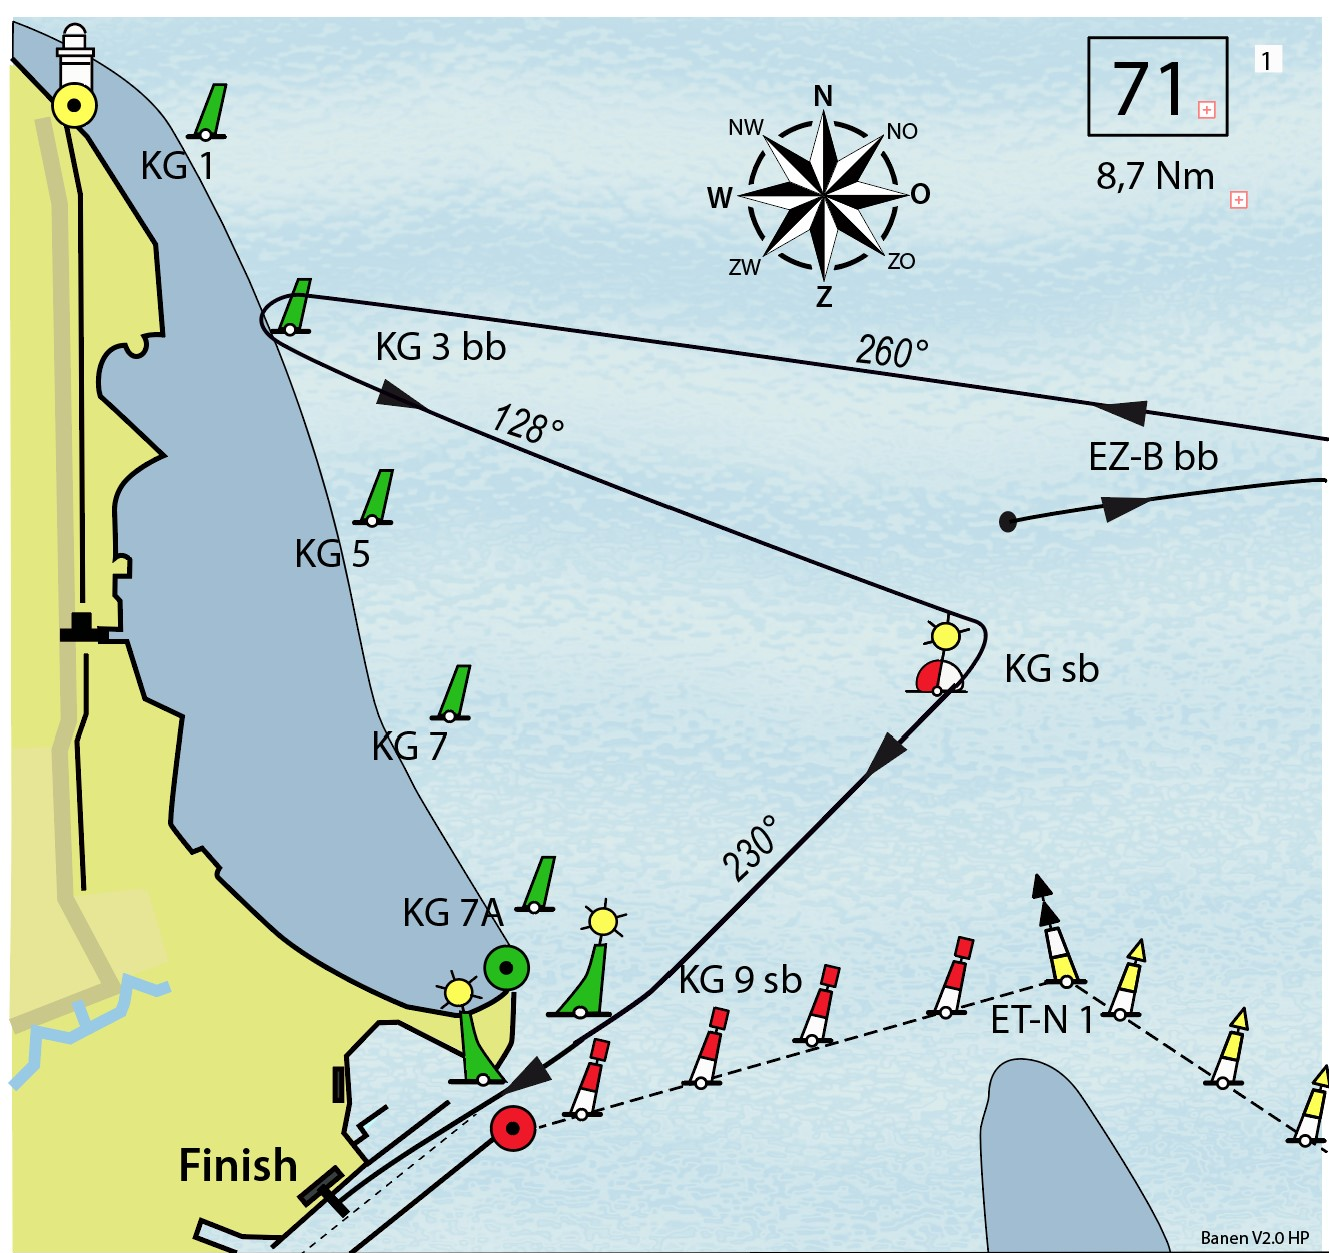 71
1
8,7 Nm
N
NW
NO
W
O
ZW
ZO
Z
KG 1
KG 3 bb
260°
128°
EZ-B bb
KG 5
KG sb
KG 7
230°
KG 7A
KG 9 sb
ET-N 1
Finish
Banen V2.0 HP